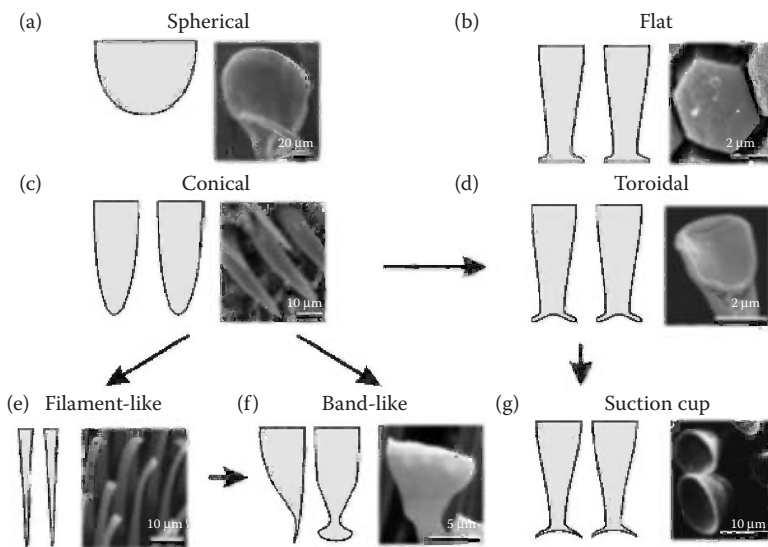 (a) Spherical
20 μm
(b) Flat
2 μm
(c) Conical
10 μm
(d) Toroidal
2 μm
(e) Filament-like
10 μm
(f) Band-like
5 μm
(g) Suction cup
10 μm